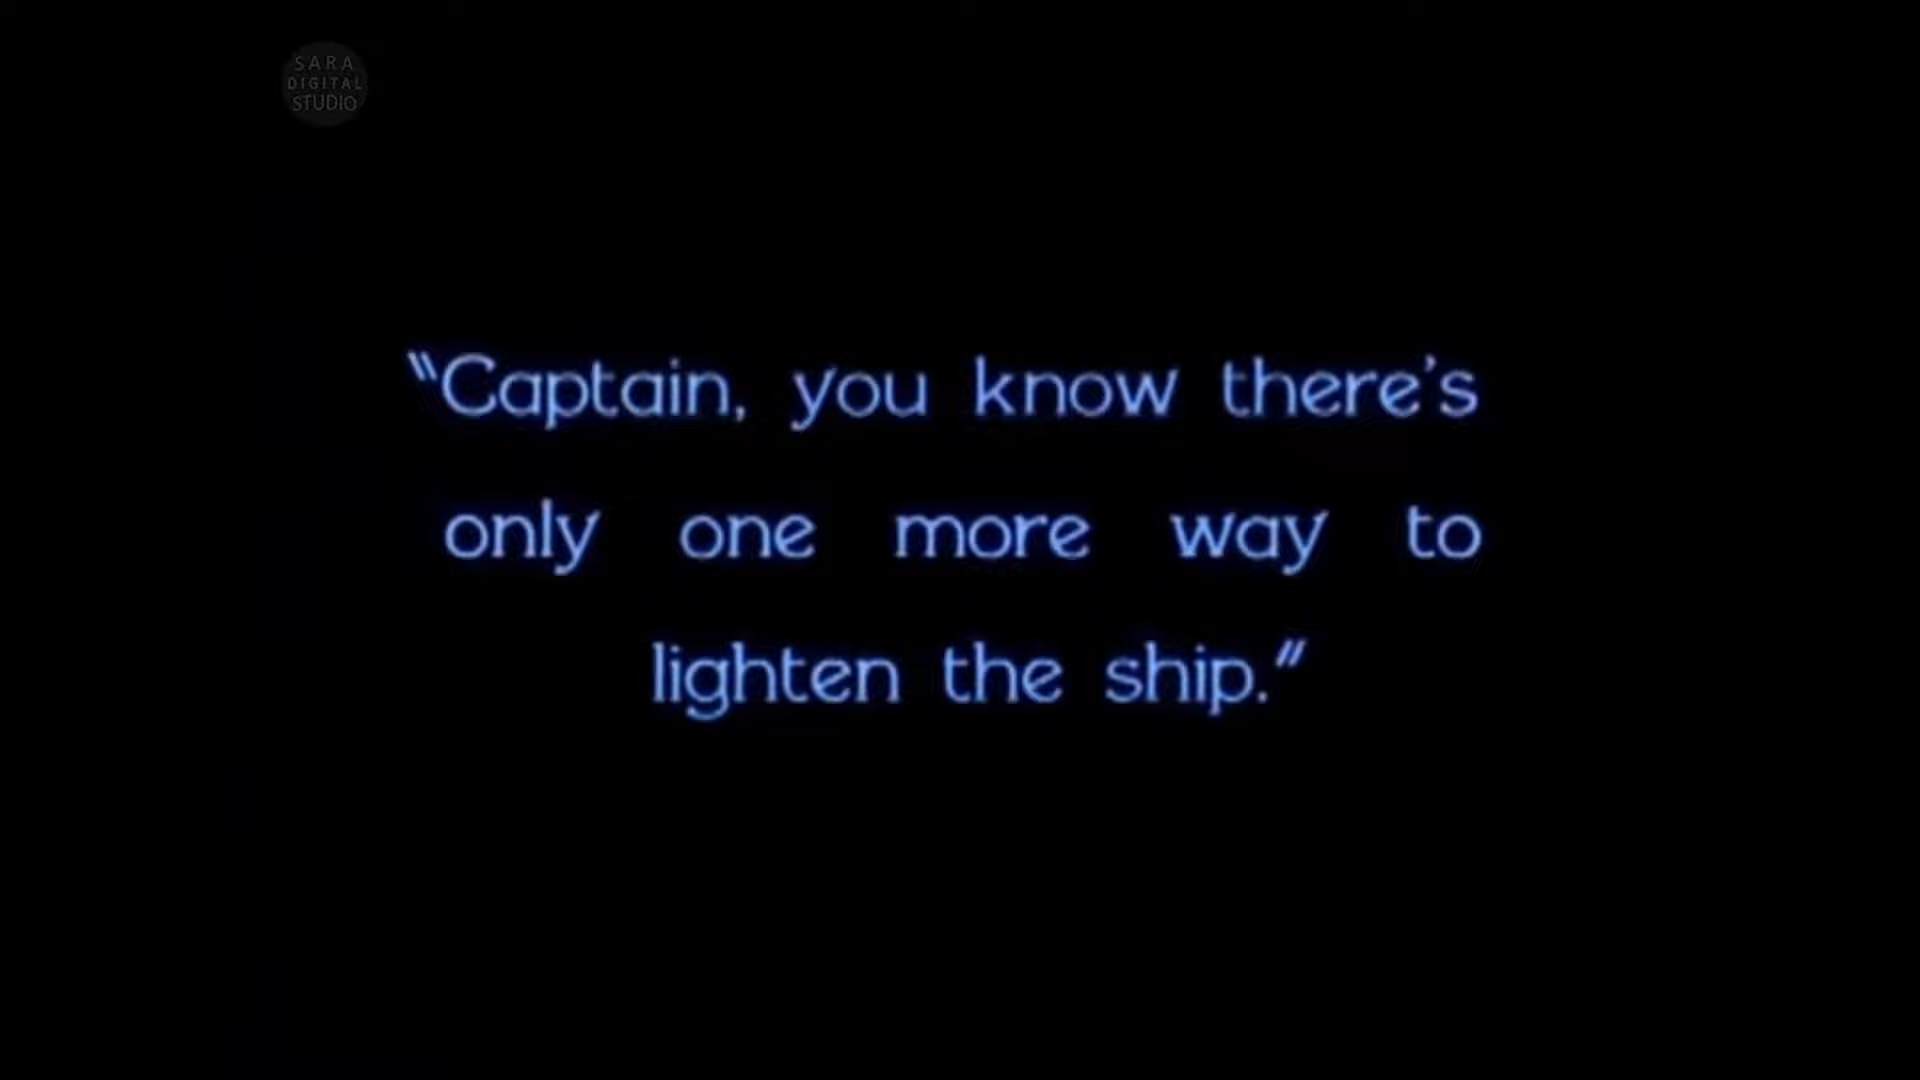 SARA
DIGITAL
STUDIO
“Captain, you know there's
only one more way to
lighten the ship.”